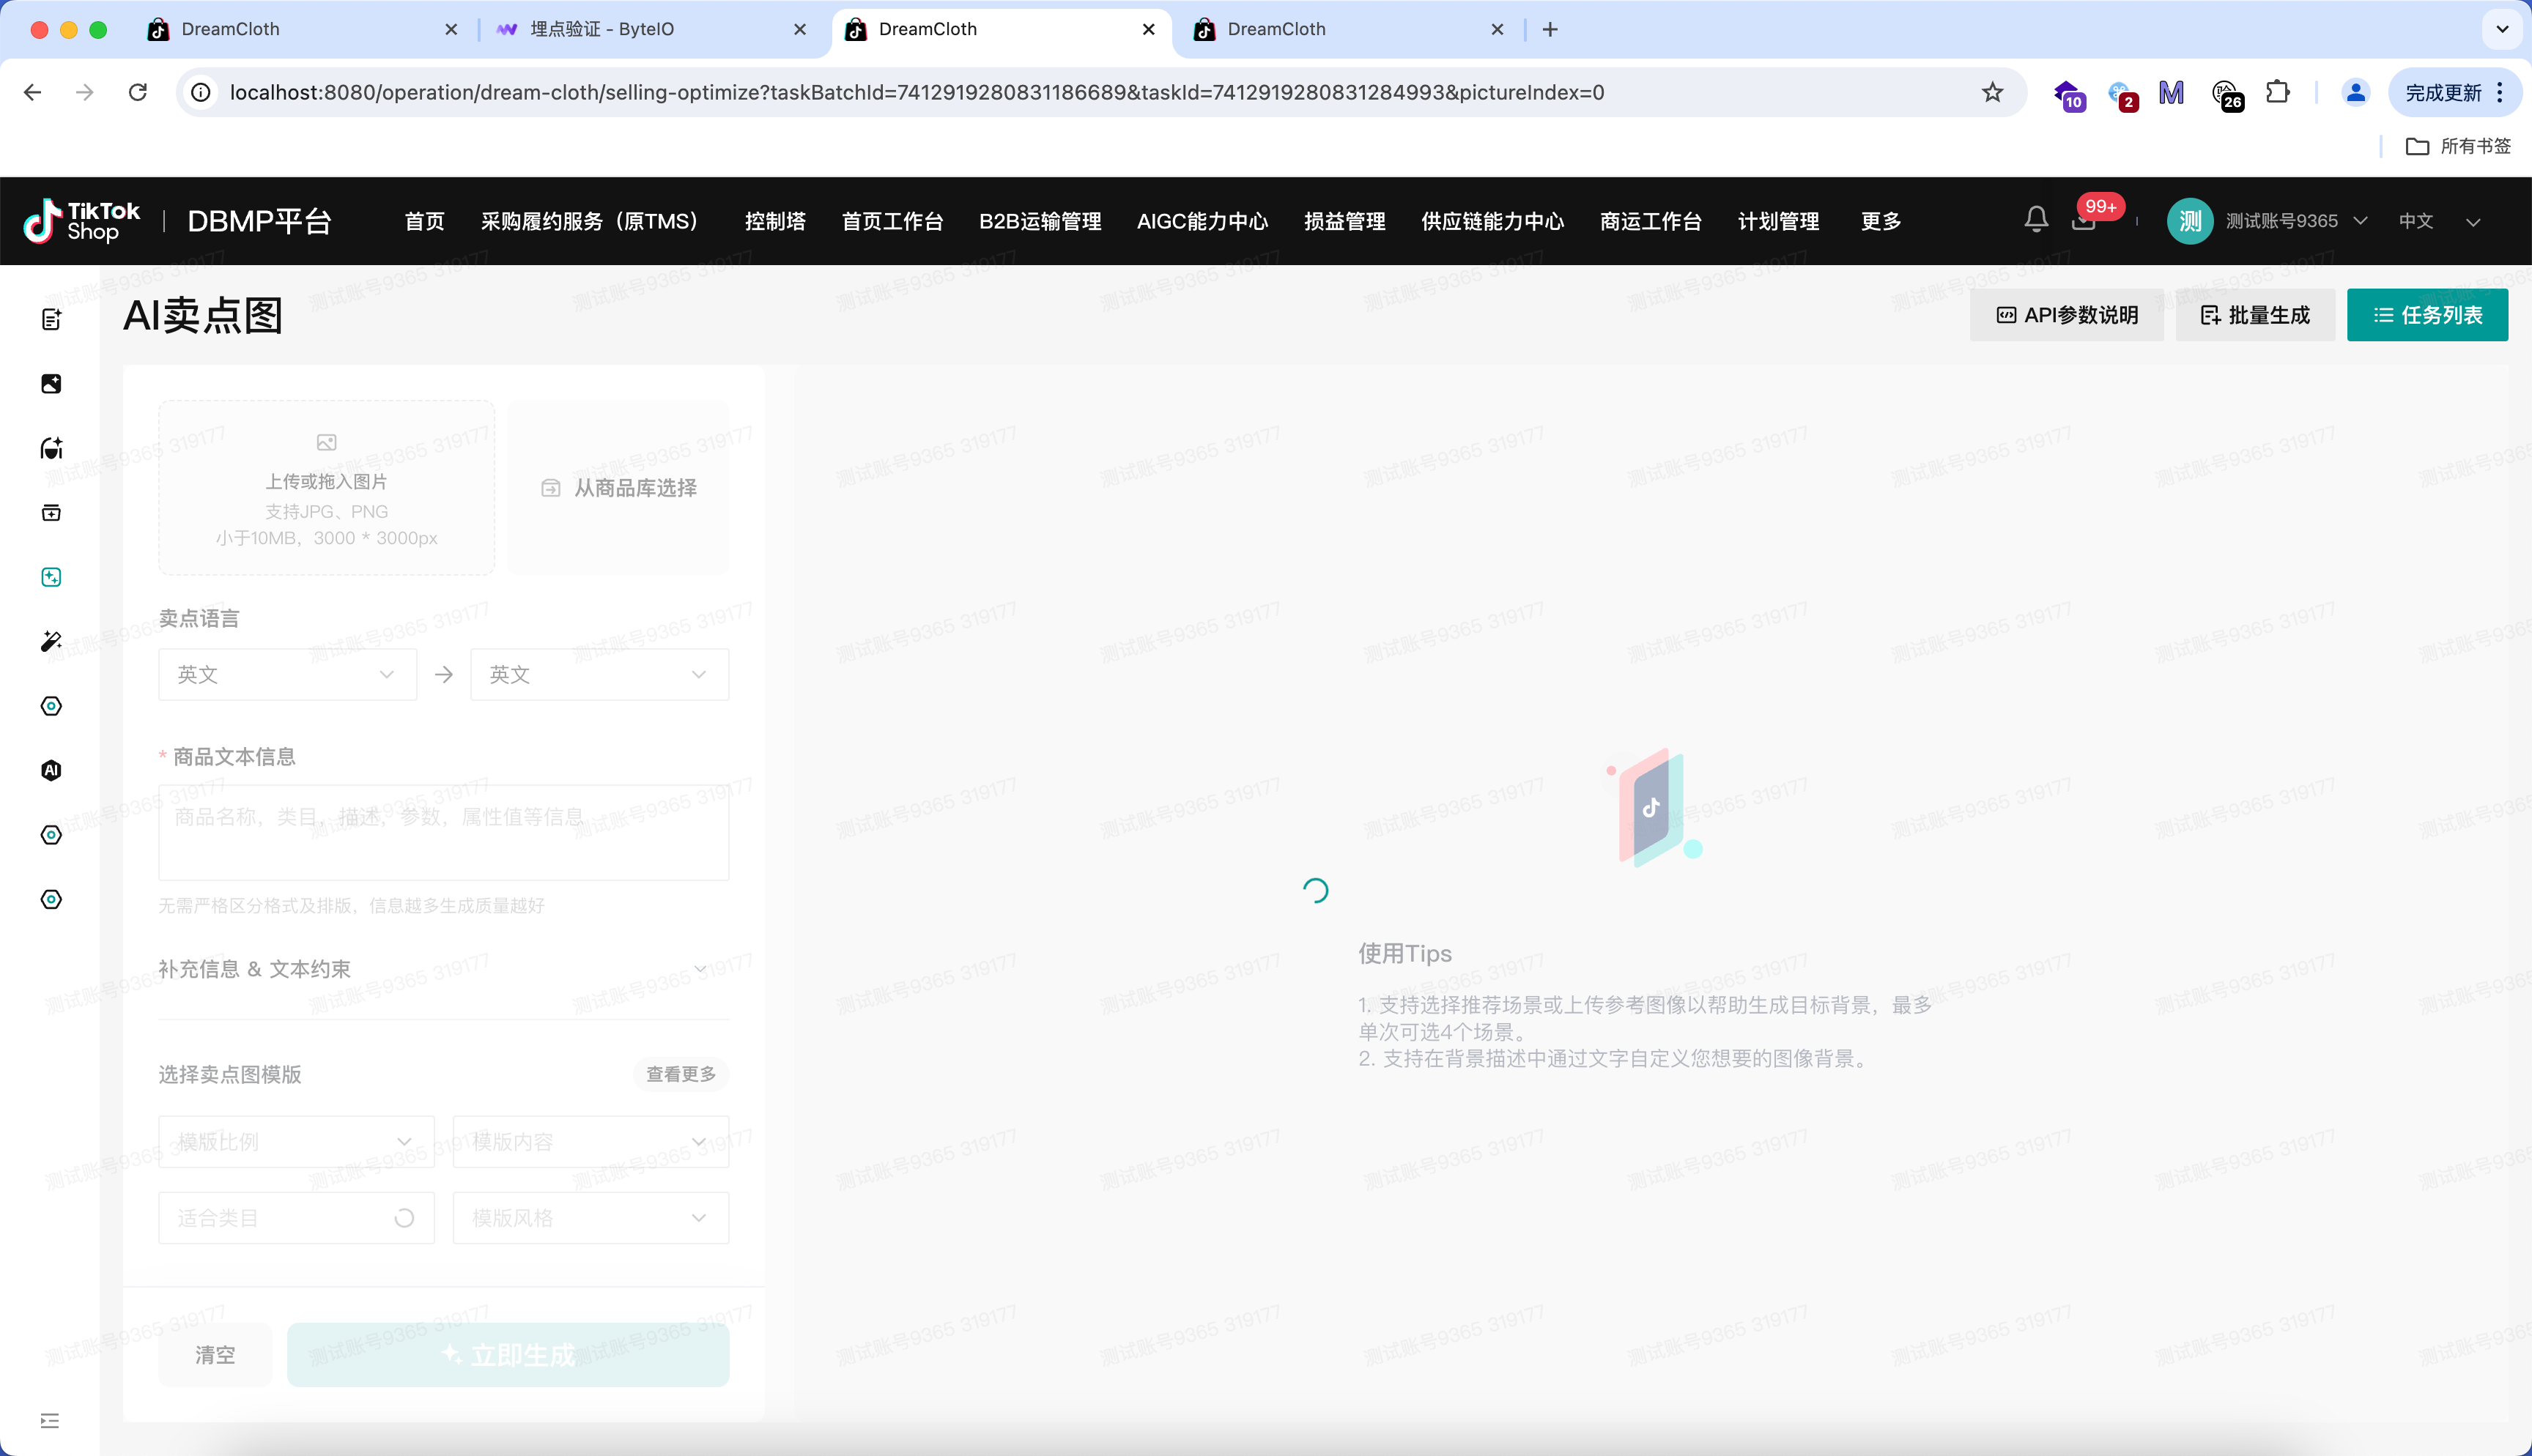 DreamCloth
埋点验证 - ByteIO
DreamCloth
DreamCloth
localhost:8080/operation/dream-cloth/selling-optimize?taskBatchId=7412919280831186689&taskId=7412919280831284993&pictureIndex=0
10
2
M
26
完成更新
所有书签
TikTok Shop
DBMP平台
首页
采购履约服务（原TMS）
控制塔
首页工作台
B2B运输管理
AIGC能力中心
损益管理
供应链能力中心
商运工作台
计划管理
更多
99+
测
测试账号9365
中文
AI卖点图
API参数说明
批量生成
任务列表
上传或拖入图片
支持JPG、PNG
小于10MB，3000 * 3000px
从商品库选择
卖点语言
英文
英文
* 商品文本信息
商品名称，类目，描述，参数，属性值等信息
无需严格区分格式及排版，信息越多生成质量越好
补充信息 & 文本约束
选择卖点图模版
查看更多
模版比例
模版内容
适合类目
模版风格
清空
立即生成
AI
使用Tips
1. 支持选择推荐场景或上传参考图像以帮助生成目标背景，最多
单次可选4个场景。
2. 支持在背景描述中通过文字自定义您想要的图像背景。
测试账号9365 319177